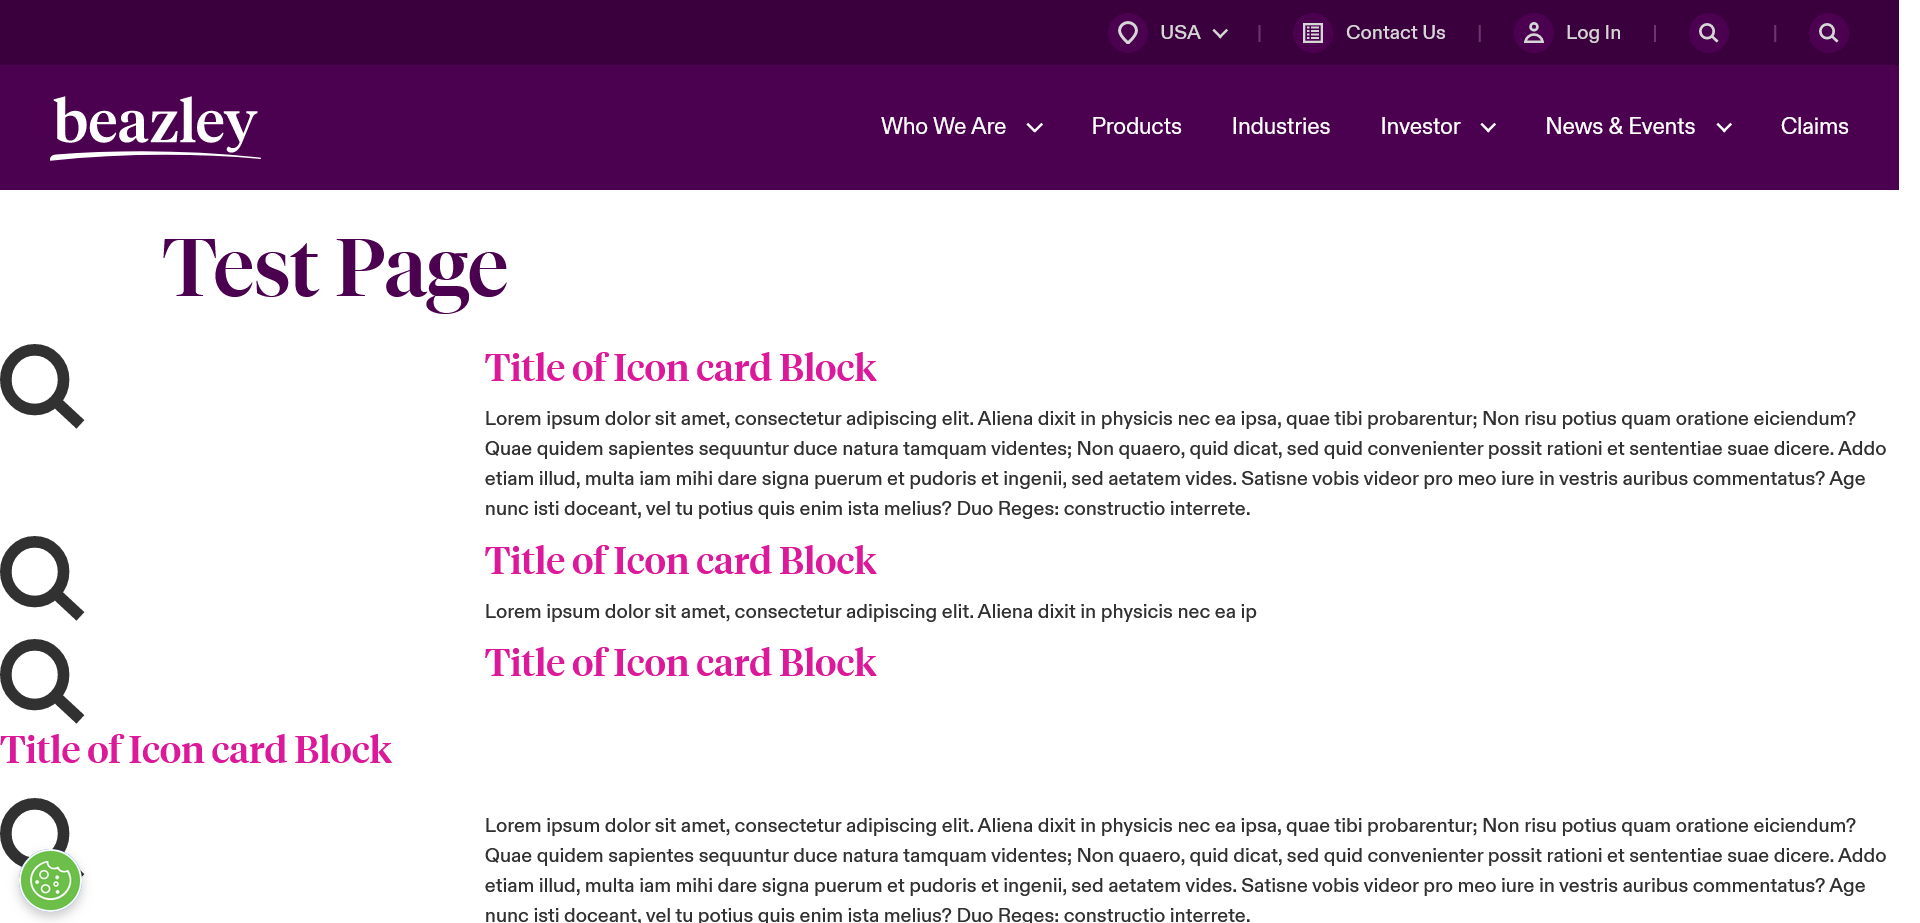 USA | Contact Us | Log In | |
beazley
Who We Are Products Industries Investor News & Events Claims
Test Page
Title of Icon card Block
Lorem ipsum dolor sit amet, consectetur adipiscing elit. Aliena dixit in physicis nec ea ipsa, quae tibi probarentur; Non risu potius quam oratione eiciendum?
Quae quidem sapientes sequuntur duce natura tamquam videntes; Non quaero, quid dicat, sed quid convenienter possit rationi et sententiae suae dicere. Addo
etiam illud, multa iam mihi dare signa puerum et pudoris et ingenii, sed aetatem vides. Satisne vobis videor pro meo iure in vestris auribus commentatus? Age
nunc isti doceant, vel tu potius quis enim ista melius? Duo Reges: constructio interrete.
Title of Icon card Block
Lorem ipsum dolor sit amet, consectetur adipiscing elit. Aliena dixit in physicis nec ea ip
Title of Icon card Block
Title of Icon card Block
Lorem ipsum dolor sit amet, consectetur adipiscing elit. Aliena dixit in physicis nec ea ipsa, quae tibi probarentur; Non risu potius quam oratione eiciendum?
Quae quidem sapientes sequuntur duce natura tamquam videntes; Non quaero, quid dicat, sed quid convenienter possit rationi et sententiae suae dicere. Addo
etiam illud, multa iam mihi dare signa puerum et pudoris et ingenii, sed aetatem vides. Satisne vobis videor pro meo iure in vestris auribus commentatus? Age
nunc isti doceant, vel tu potius quis enim ista melius? Duo Reges: constructio interrete.